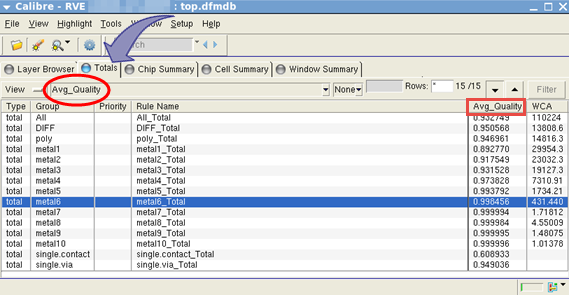 Calibre - RVE : top.dfmdb
File View Highlight Tools Window Setup Help
Search
Layer Browser Totals Chip Summary Cell Summary Window Summary
View Avg_Quality None Rows: * 15 /15 Filter
Type Group Priority Rule Name Avg_Quality WCA
total All All_Total 0.932749 110224
total DIFF DIFF_Total 0.950568 13808.6
total poly poly_Total 0.946961 14816.3
total metal1 metal1_Total 0.892770 29954.3
total metal2 metal2_Total 0.917549 23032.3
total metal3 metal3_Total 0.931528 19127.3
total metal4 metal4_Total 0.973828 7310.91
total metal5 metal5_Total 0.993792 1734.21
total metal6 metal6_Total 0.998456 431.440
total metal7 metal7_Total 0.999994 1.71812
total metal8 metal8_Total 0.999984 4.55009
total metal9 metal9_Total 0.999995 1.48075
total metal10 metal10_Total 0.999996 1.01378
total single.contact single.contact_Total 0.608933
total single.via single.via_Total 0.949036